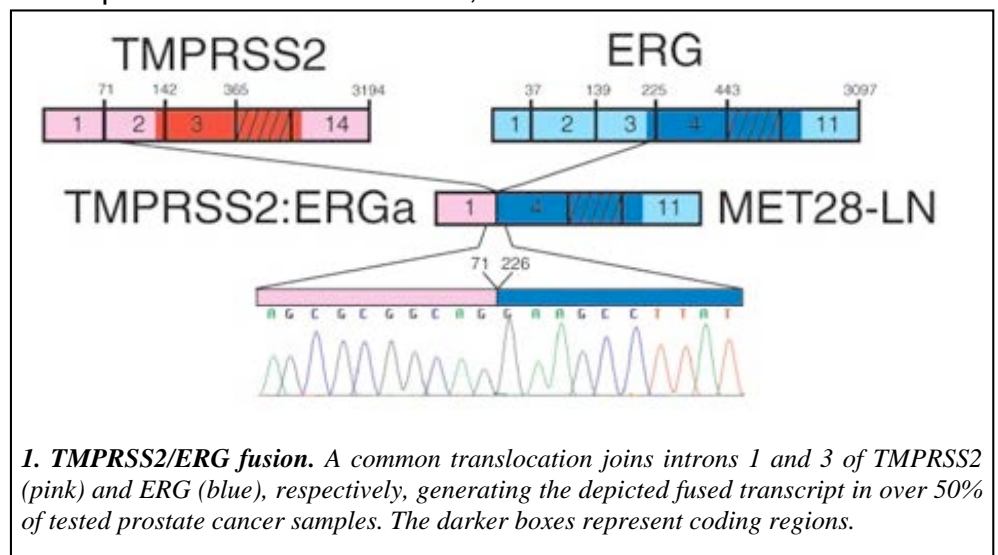 TMPRSS2 ERG
71 142 365 3194 37 139 225 443 3097
1 2 3 14 1 2 3 4 11
TMPRSS2:ERGa 1 4 11 MET28-LN
71 226
A G C G C G G C A G G A A G C C T T A T
1. TMPRSS2/ERG fusion. A common translocation joins introns 1 and 3 of TMPRSS2
(pink) and ERG (blue), respectively, generating the depicted fused transcript in over 50%
of tested prostate cancer samples. The darker boxes represent coding regions.